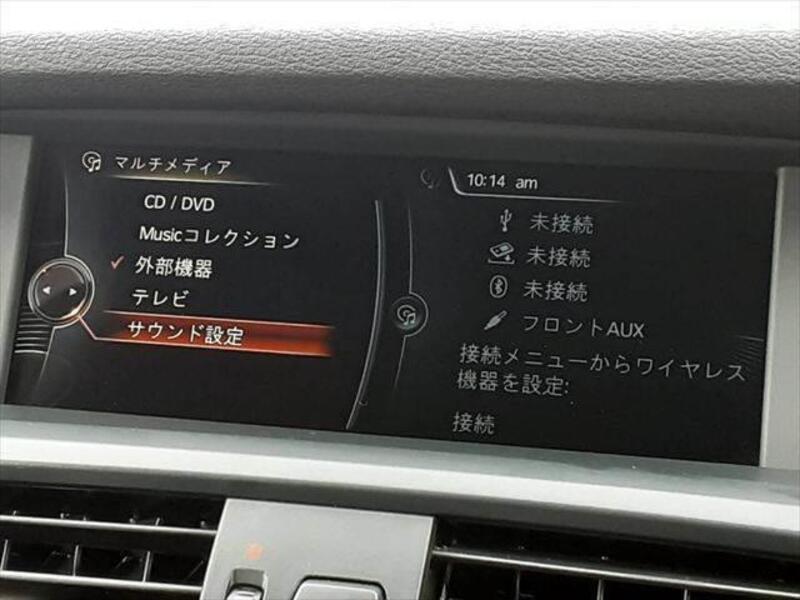 マルチメディア
CD / DVD
Musicコレクション
外部機器
テレビ
サウンド設定
10:14 am
未接続
未接続
未接続
フロントAUX
接続メニューからワイヤレス
機器を設定:
接続